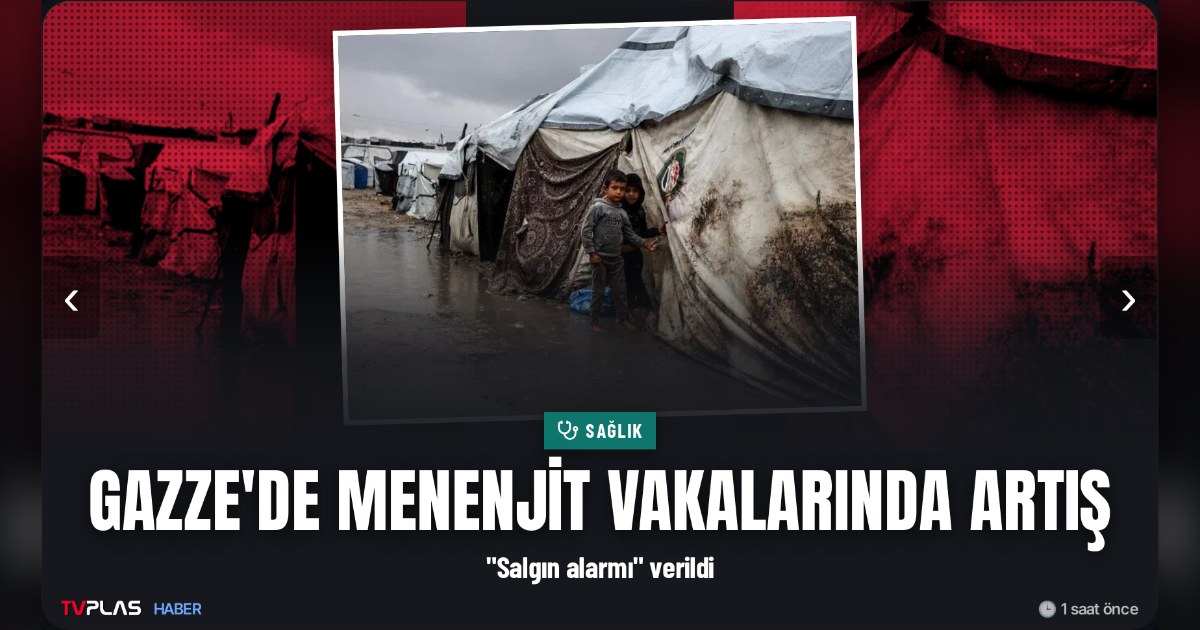 SAĞLIK
GAZZE'DE MENENJİT VAKALARINDA ARTIŞ
"Salgın alarmı" verildi
TVPLAS HABER
1 saat önce